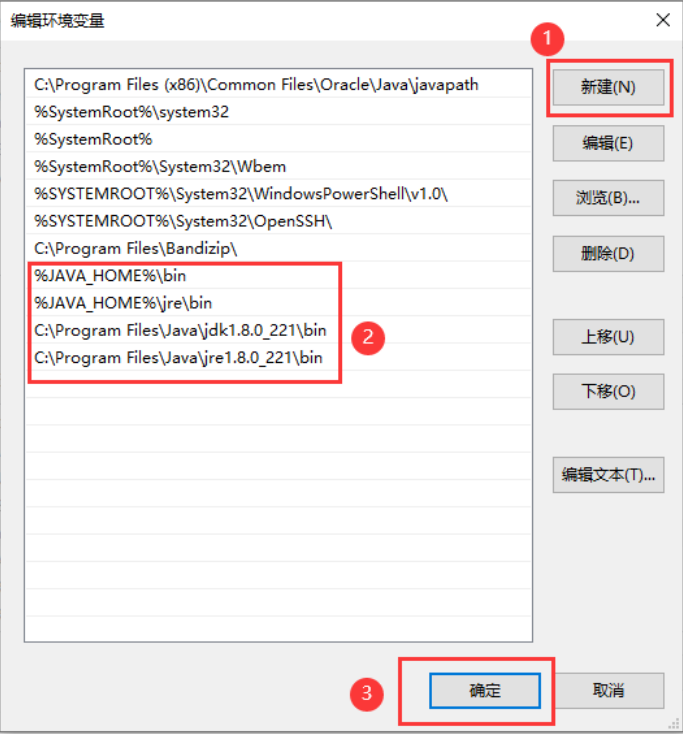 编辑环境变量
1
C:\Program Files (x86)\Common Files\Oracle\Java\javapath
新建(N)
%SystemRoot%\system32
%SystemRoot%
编辑(E)
%SystemRoot%\System32\Wbem
%SYSTEMROOT%\System32\WindowsPowerShell\v1.0\
浏览(B)...
%SYSTEMROOT%\System32\OpenSSH\
C:\Program Files\Bandizip\
删除(D)
%JAVA_HOME%\bin
%JAVA_HOME%\jre\bin
C:\Program Files\Java\jdk1.8.0_221\bin
2
上移(U)
C:\Program Files\Java\jre1.8.0_221\bin
下移(O)
编辑文本(T)...
3
确定
取消